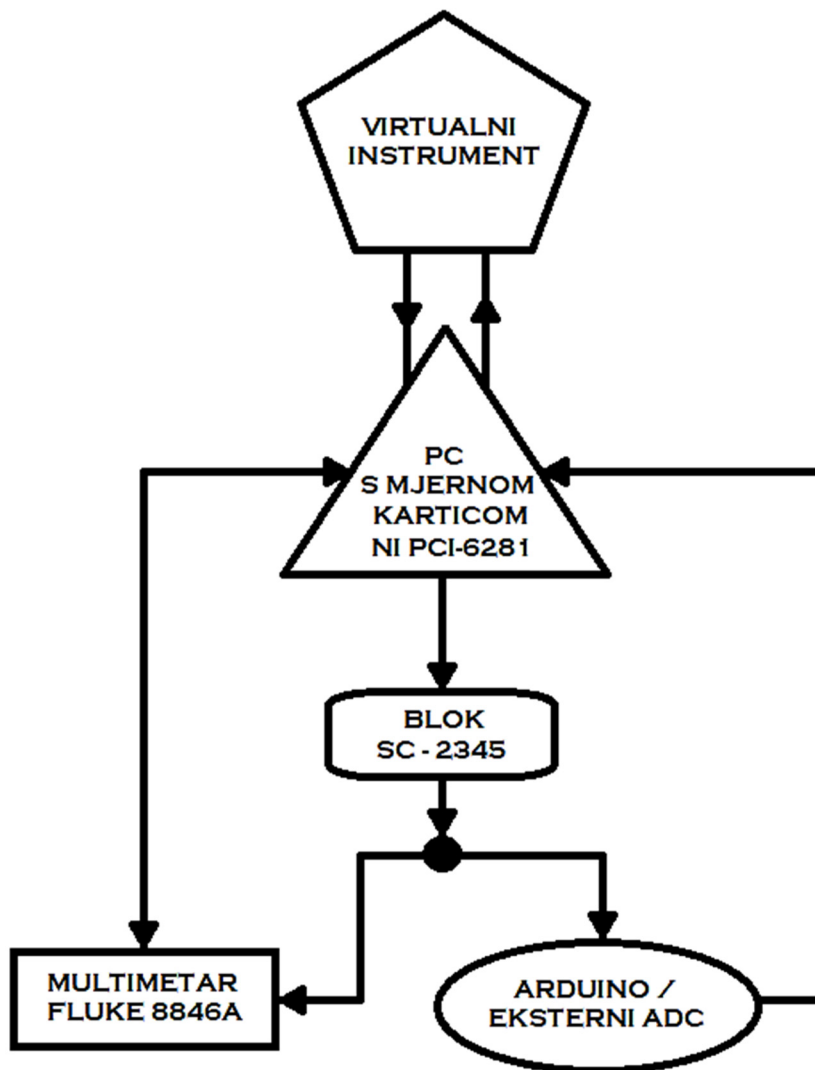 VIRTUALNI
INSTRUMENT
PC
S MJERNOM
KARTICOM
NI PCI-6281
BLOK
SC - 2345
MULTIMETAR
FLUKE 8846A
ARDUINO /
EKSTERNI ADC